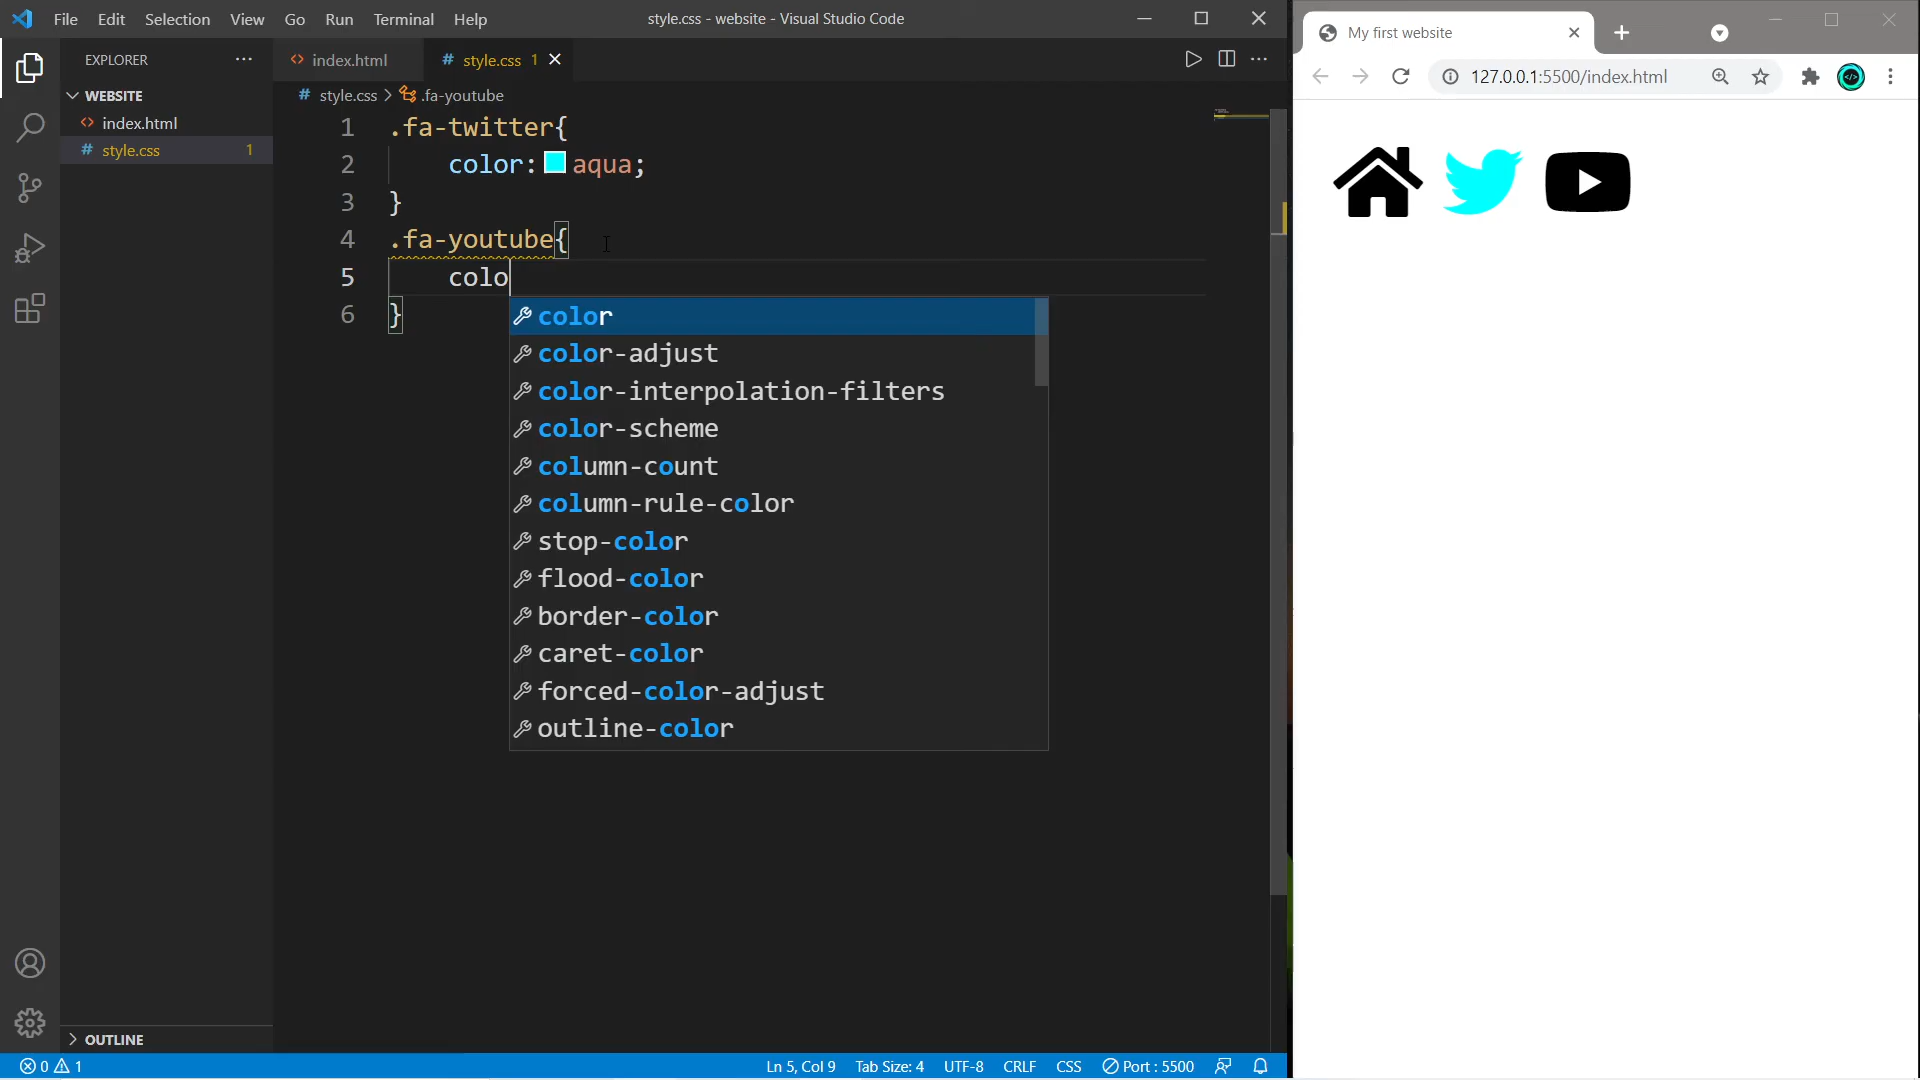 File Edit Selection View Go Run Terminal Help
style.css - website - Visual Studio Code
My first website
EXPLORER
index.html
style.css 1
127.0.0.1:5500/index.html
WEBSITE
style.css > .fa-youtube
index.html
style.css 1
1 .fa-twitter{
2 color: aqua;
3 }
4 .fa-youtube{
5 colo
6 }
color
color-adjust
color-interpolation-filters
color-scheme
column-count
column-rule-color
stop-color
flood-color
border-color
caret-color
forced-color-adjust
outline-color
OUTLINE
0 1
Ln 5, Col 9 Tab Size: 4 UTF-8 CRLF CSS Port : 5500